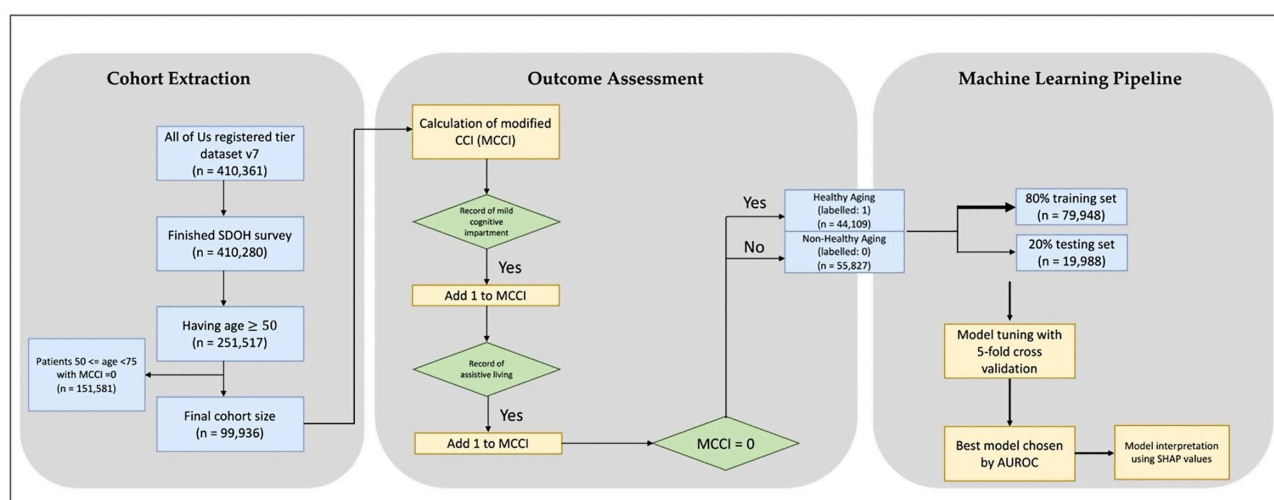 Cohort Extraction
All of Us registered tier
dataset v7
(n = 410,361)
Finished SDOH survey
(n = 410,280)
Having age ≥ 50
(n = 251,517)
Patients 50 <= age <75
with MCCI =0
(n = 151,581)
Final cohort size
(n = 99,936)
Outcome Assessment
Calculation of modified
CCI (MCCI)
Record of mild
cognitive
impartment
Yes
Add 1 to MCCI
Record of
assistive living
Yes
Add 1 to MCCI
MCCI = 0
Yes
No
Healthy Aging
(labelled: 1)
(n = 44,109)
Non-Healthy Aging
(labelled: 0)
(n = 55,827)
Machine Learning Pipeline
80% training set
(n = 79,948)
20% testing set
(n = 19,988)
Model tuning with
5-fold cross
validation
Best model chosen
by AUROC
Model interpretation
using SHAP values